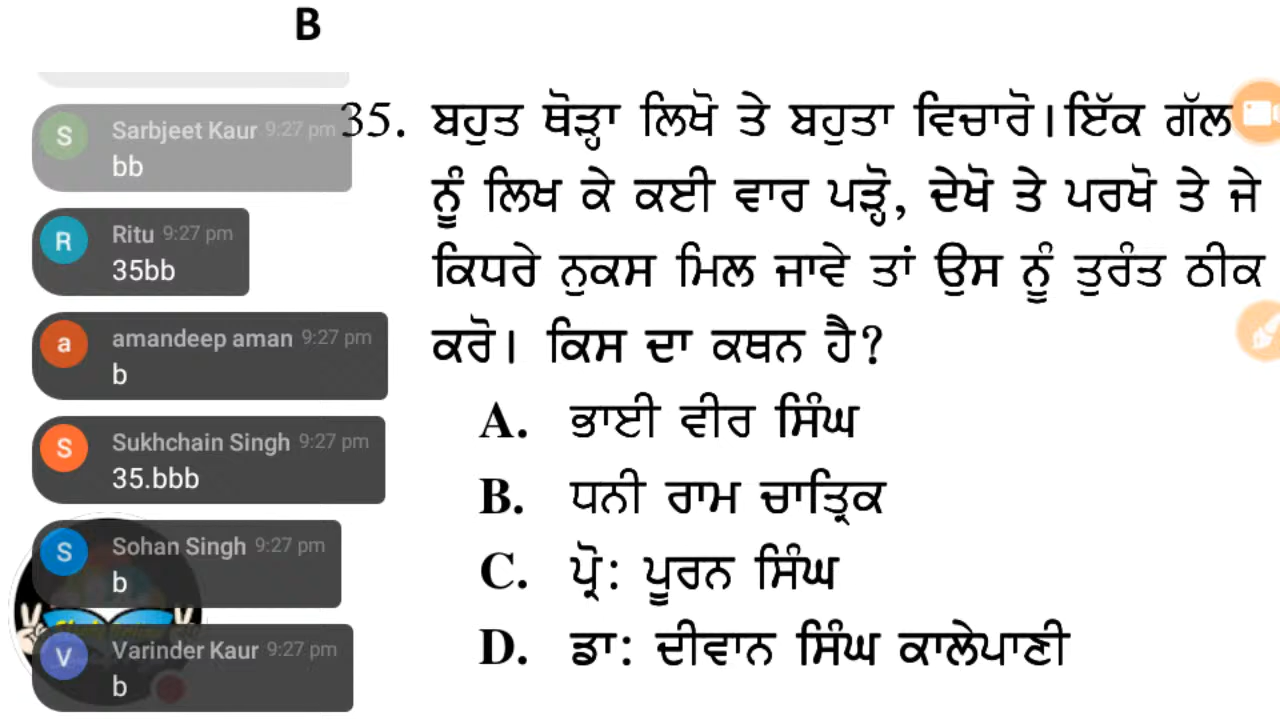 B
Sarbjeet Kaur 9:27 pm
bb
Ritu 9:27 pm
35bb
amandeep aman 9:27 pm
b
Sukhchain Singh 9:27 pm
35.bbb
Sohan Singh 9:27 pm
b
Varinder Kaur 9:27 pm
b
35. ਬਹੁਤ ਥੋੜ੍ਹਾ ਲਿਖੋ ਤੇ ਬਹੁਤਾ ਵਿਚਾਰੋ। ਇੱਕ ਗੱਲ
ਨੂੰ ਲਿਖ ਕੇ ਕਈ ਵਾਰ ਪੜ੍ਹੋ, ਦੇਖੋ ਤੇ ਪਰਖੋ ਤੇ ਜੇ
ਕਿਧਰੇ ਨੁਕਸ ਮਿਲ ਜਾਵੇ ਤਾਂ ਉਸ ਨੂੰ ਤੁਰੰਤ ਠੀਕ
ਕਰੋ। ਕਿਸ ਦਾ ਕਥਨ ਹੈ?
A. ਭਾਈ ਵੀਰ ਸਿੰਘ
B. ਧਨੀ ਰਾਮ ਚਾਤ੍ਰਿਕ
C. ਪ੍ਰੋ: ਪੂਰਨ ਸਿੰਘ
D. ਡਾ: ਦੀਵਾਨ ਸਿੰਘ ਕਾਲੇਪਾਣੀ